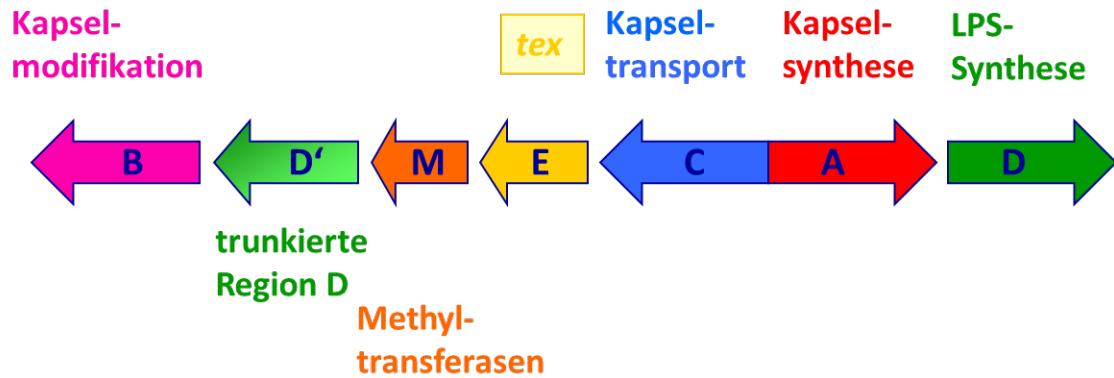 Kapsel-
modifikation
tex
Kapsel-
transport
Kapsel-
synthese
LPS-
Synthese
B
D‘
M
E
C
A
D
trunkierte
Region D
Methyl-
transferasen